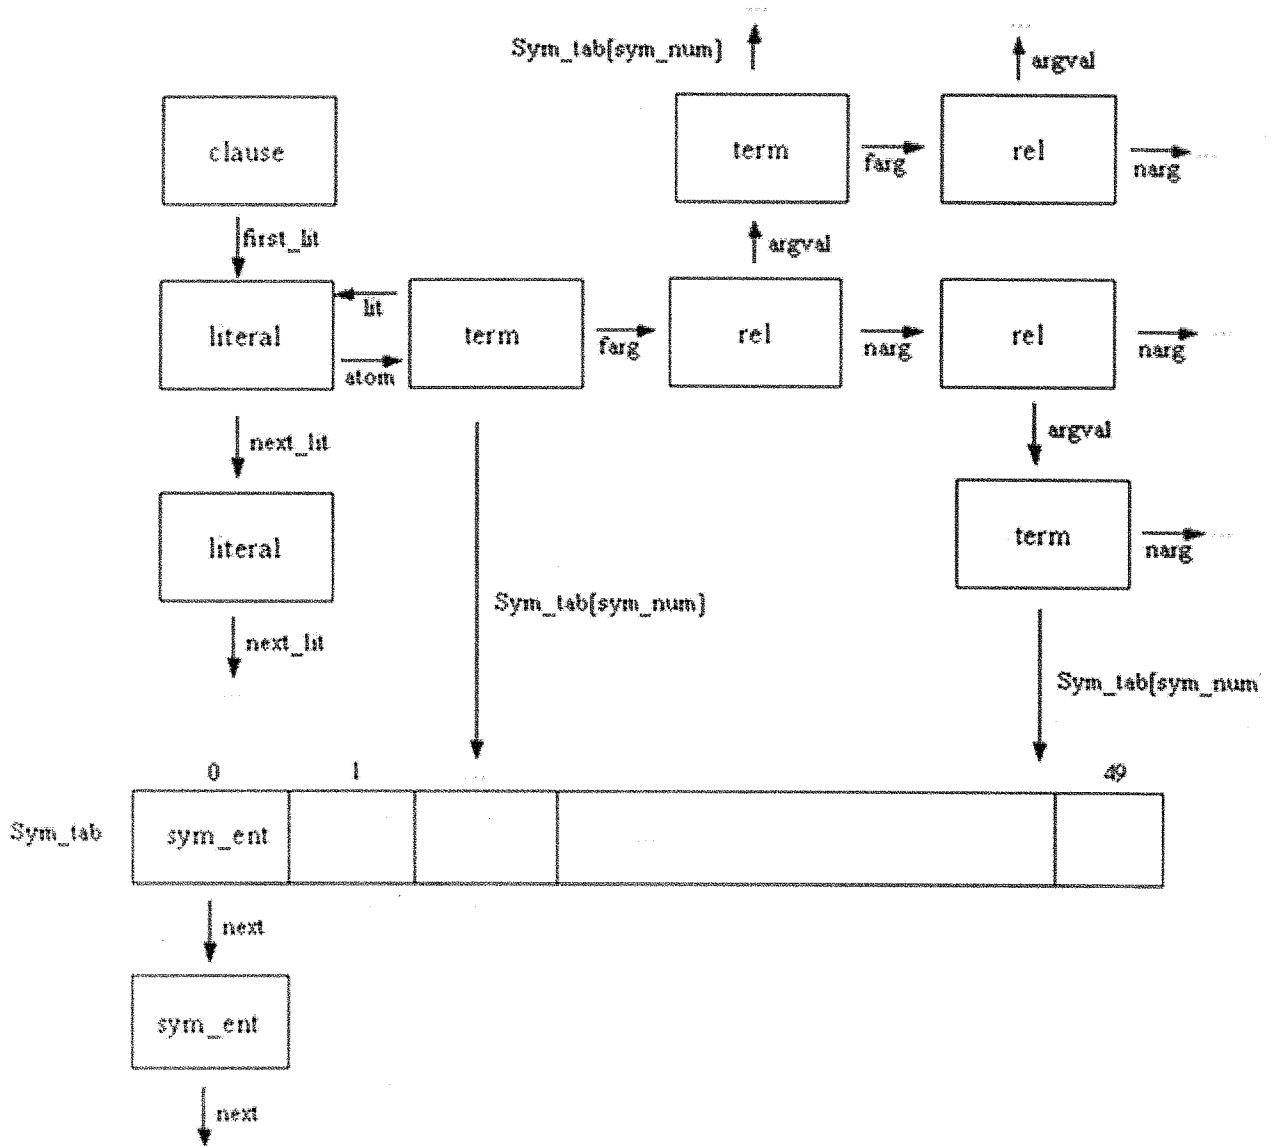 ...
...
Sym_tab[sym_num]
argval
clause
term
farg
rel
narg
...
first_lit
argval
literal
lit
atom
term
farg
rel
narg
rel
narg
...
next_lit
argval
literal
term
narg
...
Sym_tab[sym_num]
next_lit
...
Sym_tab[sym_num]
0
1
...
49
Sym_tab
sym_ent
...
next
sym_ent
next